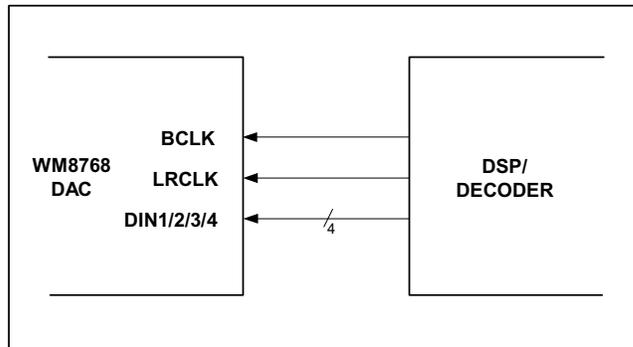 WM8768
DAC
BCLK
LRCLK
DIN1/2/3/4
4
DSP/
DECODER